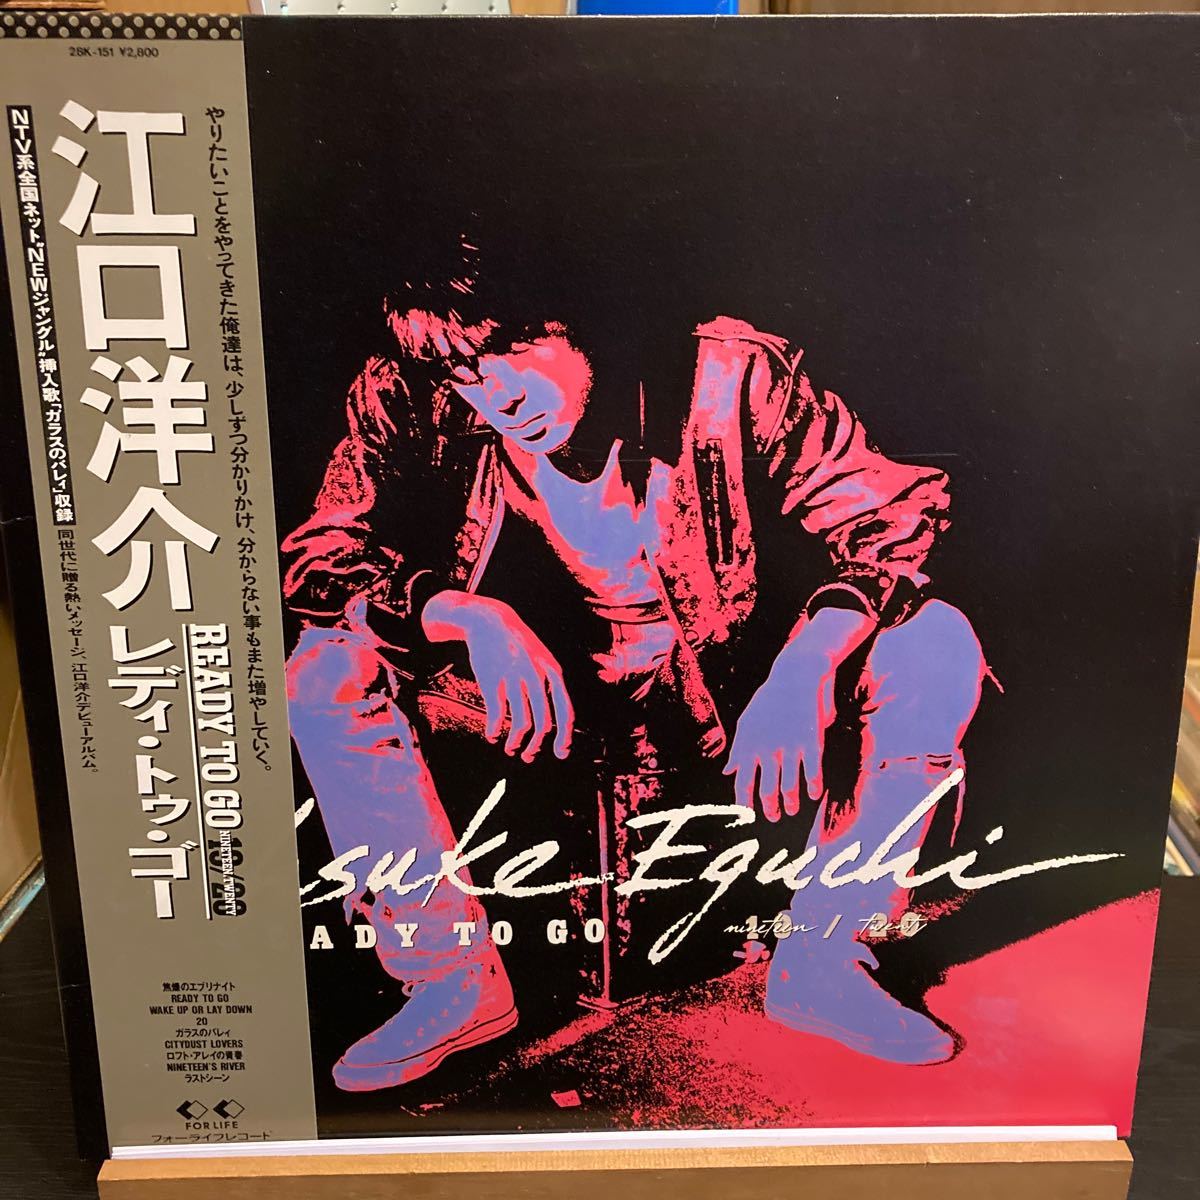 28K-151 ¥2,800
やりたいことをやってきた俺達は、少しずつ分かりかけ、分からない事もまた増やしていく。
江口洋介
レディ・トゥ・ゴー
READY TO GO 19/20
NINETEEN/TWENTY
NTV系全国ネット“NEWジャングル”挿入歌「ガラスのバレィ」収録
同世代に贈る熱いメッセージ、江口洋介デビューアルバム。
焦燥のエブリナイト
READY TO GO
WAKE UP OR LAY DOWN
20
ガラスのバレィ
CITYDUST LOVERS
ロフト・アレイの青春
NINETEEN'S RIVER
ラストシーン
FOR LIFE
フォーライフレコード
suke Eguchi
ADY TO GO 19 / 20
nineteen twenty